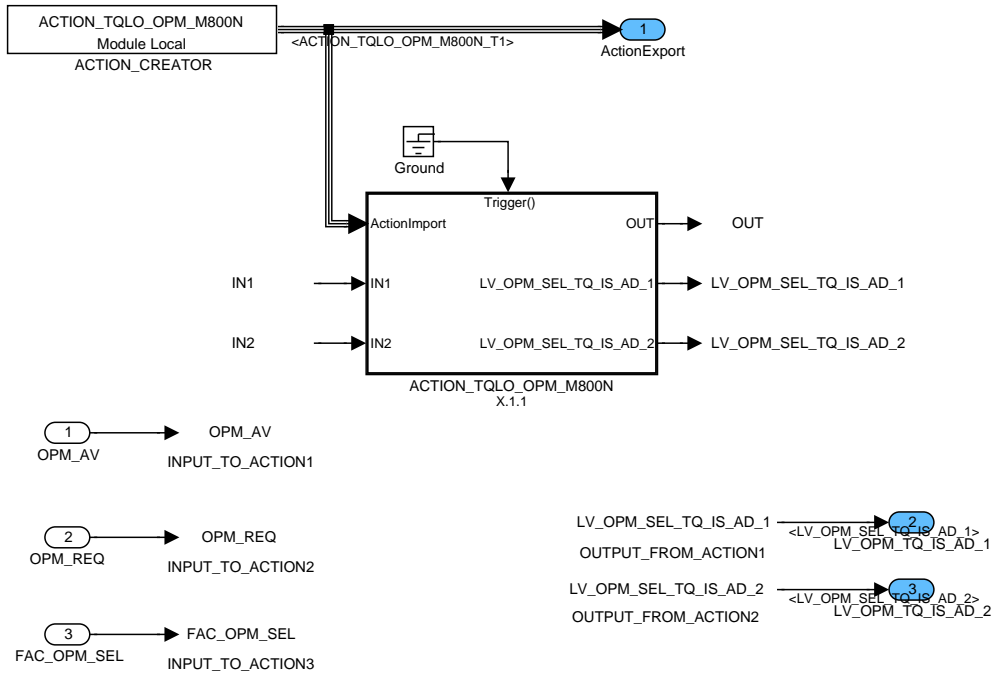 ACTION_TQLO_OPM_M800N
Module Local
ACTION_CREATOR
<ACTION_TQLO_OPM_M800N_T1>
1
ActionExport
Ground
Trigger()
ActionImport
OUT
OUT
IN1
IN1
LV_OPM_SEL_TQ_IS_AD_1
LV_OPM_SEL_TQ_IS_AD_1
IN2
IN2
LV_OPM_SEL_TQ_IS_AD_2
LV_OPM_SEL_TQ_IS_AD_2
ACTION_TQLO_OPM_M800N
X.1.1
1
OPM_AV
OPM_AV
INPUT_TO_ACTION1
2
OPM_REQ
OPM_REQ
INPUT_TO_ACTION2
3
FAC_OPM_SEL
FAC_OPM_SEL
INPUT_TO_ACTION3
LV_OPM_SEL_TQ_IS_AD_1
OUTPUT_FROM_ACTION1
2
<LV_OPM_SEL_TQ_IS_AD_1>
LV_OPM_TQ_IS_AD_1
LV_OPM_SEL_TQ_IS_AD_2
OUTPUT_FROM_ACTION2
3
<LV_OPM_SEL_TQ_IS_AD_2>
LV_OPM_TQ_IS_AD_2